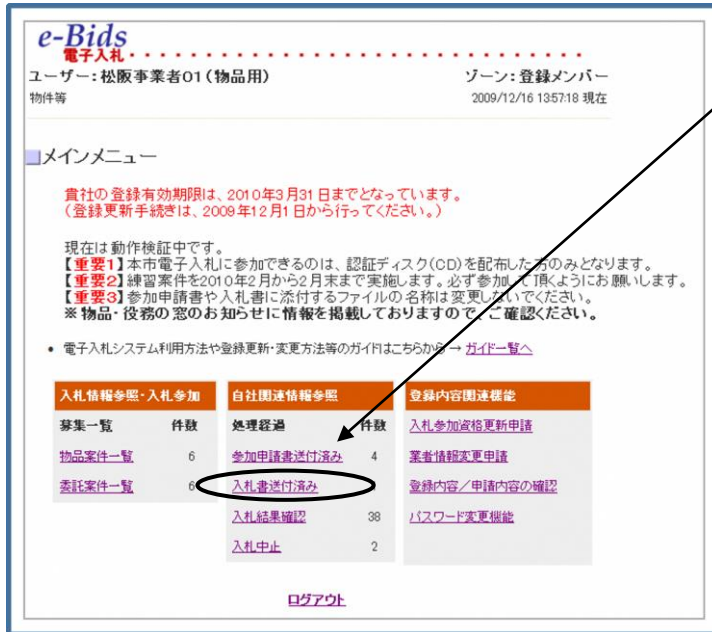 e-Bids
電子入札
ユーザー：松阪事業者01（物品用）
ゾーン：登録メンバー
物件等
2009/12/16 13:57:18 現在
メインメニュー
貴社の登録有効期限は、2010年3月31日までとなっています。
（登録更新手続きは、2009年12月1日から行ってください。）
現在は動作検証中です。
【重要1】本市電子入札に参加できるのは、認証ディスク(CD)を配布した方のみとなります。
【重要2】練習案件を2010年2月から2月末まで実施します。必ず参加して頂くようにお願いします。
【重要3】参加申請書や入札書に添付するファイルの名称は変更しないでください。
※物品・役務の窓のお知らせに情報を掲載しておりますので、ご確認ください。
• 電子入札システム利用方法や登録更新・変更方法等のガイドはこちらから→ ガイド一覧へ
入札情報参照・入札参加
募集一覧 件数
物品案件一覧 6
委託案件一覧 6
自社関連情報参照
処理経過 件数
参加申請書送付済み 4
入札書送付済み
入札結果確認 38
入札中止 2
登録内容関連機能
入札参加資格更新申請
業者情報変更申請
登録内容／申請内容の確認
パスワード変更機能
ログアウト